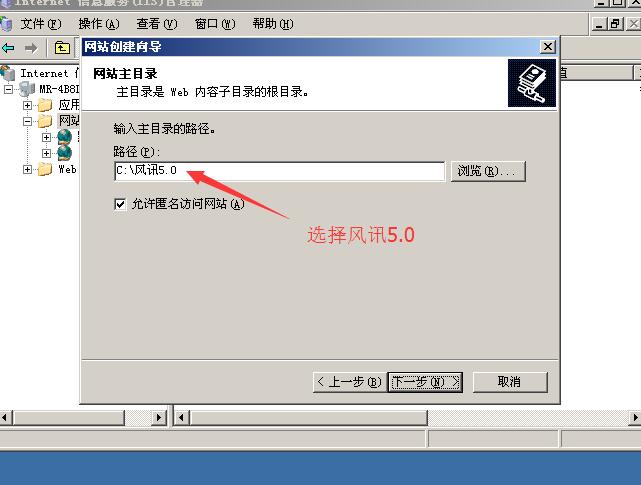 Internet 信息服务(IIS)管理器
文件(F) 操作(A) 查看(V) 窗口(W) 帮助(H)
网站创建向导
网站主目录
主目录是 Web 内容子目录的根目录。
Internet
MR-4B8
应用
网站
Web
值
输入主目录的路径。
路径(P):
C:\风讯5.0
浏览(R)...
允许匿名访问网站(A)
选择风讯5.0
< 上一步(B) 下一步(N) > 取消